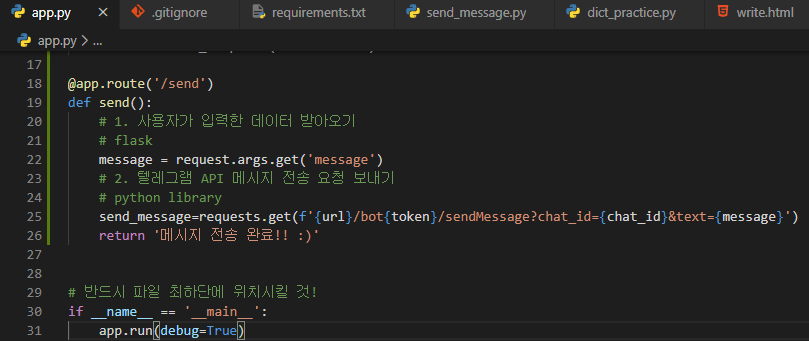 app.py .gitignore requirements.txt send_message.py dict_practice.py write.html
app.py > ...
17
18 @app.route('/send')
19 def send():
20 # 1. 사용자가 입력한 데이터 받아오기
21 # flask
22 message = request.args.get('message')
23 # 2. 텔레그램 API 메시지 전송 요청 보내기
24 # python library
25 send_message=requests.get(f'{url}/bot{token}/sendMessage?chat_id={chat_id}&text={message}')
26 return '메시지 전송 완료!! :)'
27
28
29 # 반드시 파일 최하단에 위치시킬 것!
30 if __name__ == '__main__':
31 app.run(debug=True)